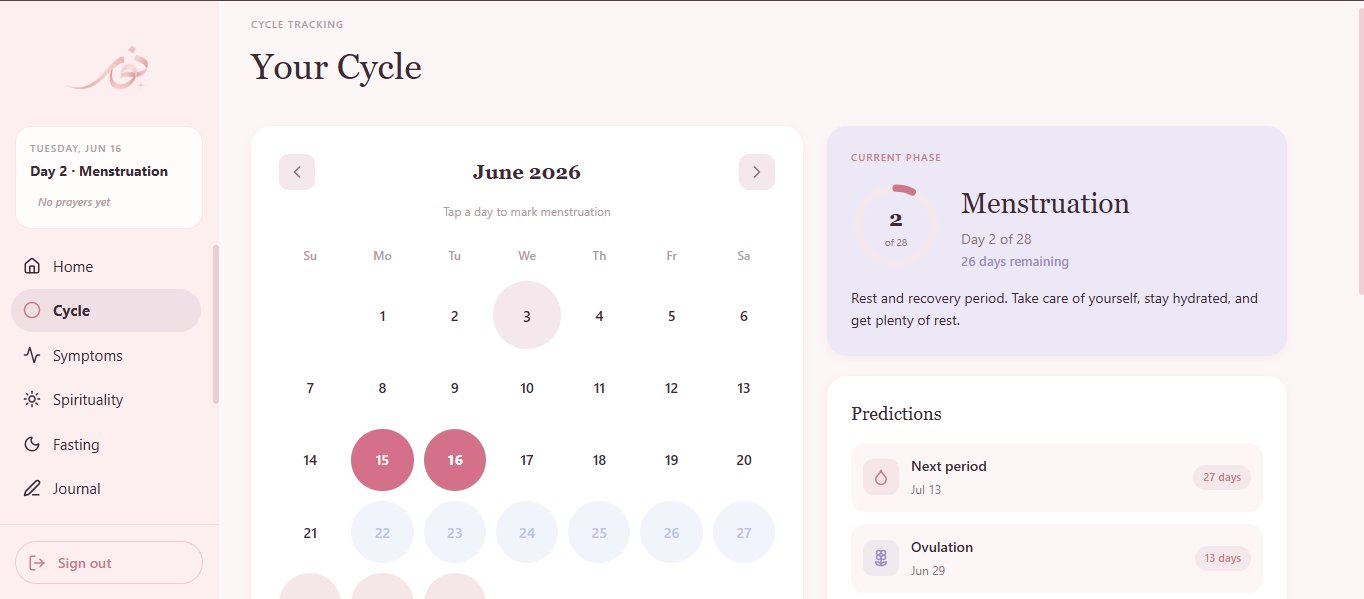 CYCLE TRACKING
Your Cycle
TUESDAY, JUN 16
Day 2 · Menstruation
No prayers yet
Home
Cycle
Symptoms
Spirituality
Fasting
Journal
Sign out
June 2026
Tap a day to mark menstruation
Su Mo Tu We Th Fr Sa
1 2 3 4 5 6
7 8 9 10 11 12 13
14 15 16 17 18 19 20
21 22 23 24 25 26 27
CURRENT PHASE
2
of 28
Menstruation
Day 2 of 28
26 days remaining
Rest and recovery period. Take care of yourself, stay hydrated, and
get plenty of rest.
Predictions
Next period
Jul 13
27 days
Ovulation
Jun 29
13 days